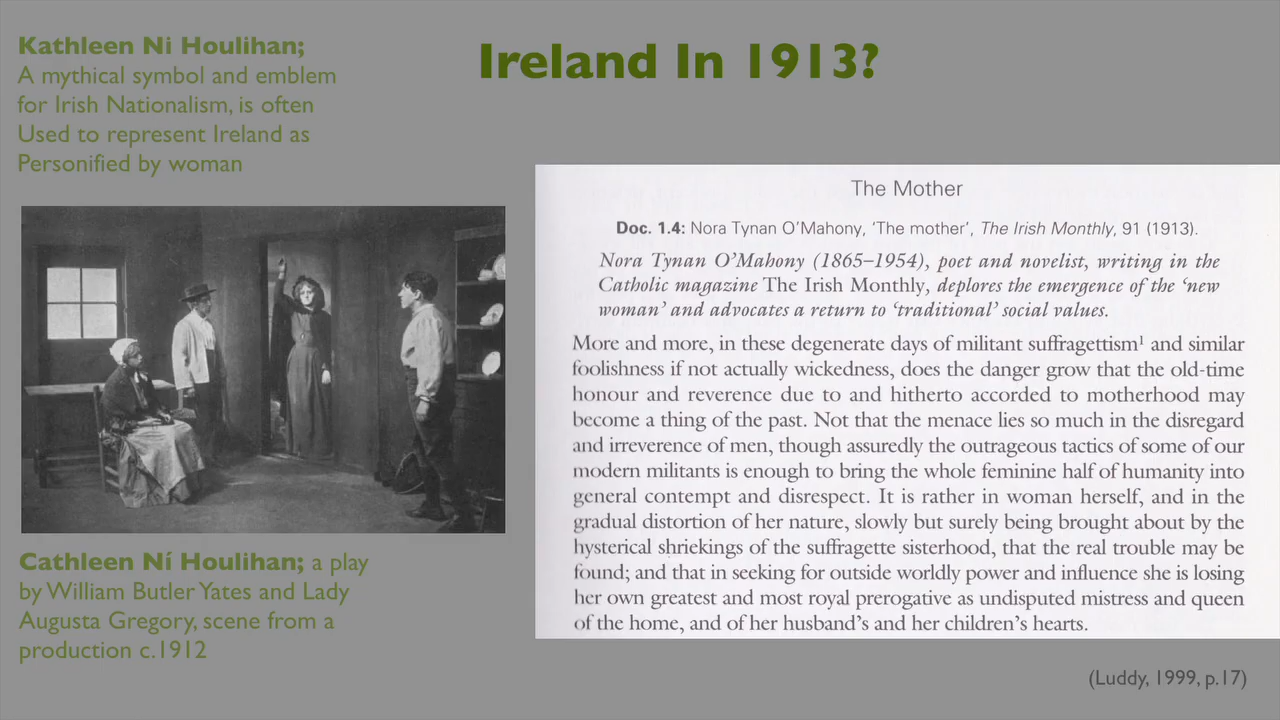 Kathleen Ni Houlihan;
A mythical symbol and emblem
for Irish Nationalism, is often
Used to represent Ireland as
Personified by woman
Ireland In 1913?
Cathleen Ní Houlihan; a play
by William Butler Yates and Lady
Augusta Gregory, scene from a
production c.1912
The Mother
Doc. 1.4: Nora Tynan O'Mahony, 'The mother', The Irish Monthly, 91 (1913).
Nora Tynan O'Mahony (1865–1954), poet and novelist, writing in the
Catholic magazine The Irish Monthly, deplores the emergence of the 'new
woman' and advocates a return to 'traditional' social values.
More and more, in these degenerate days of militant suffragettism¹ and similar
foolishness if not actually wickedness, does the danger grow that the old-time
honour and reverence due to and hitherto accorded to motherhood may
become a thing of the past. Not that the menace lies so much in the disregard
and irreverence of men, though assuredly the outrageous tactics of some of our
modern militants is enough to bring the whole feminine half of humanity into
general contempt and disrespect. It is rather in woman herself, and in the
gradual distortion of her nature, slowly but surely being brought about by the
hysterical shriekings of the suffragette sisterhood, that the real trouble may be
found; and that in seeking for outside worldly power and influence she is losing
her own greatest and most royal prerogative as undisputed mistress and queen
of the home, and of her husband's and her children's hearts.
(Luddy, 1999, p.17)